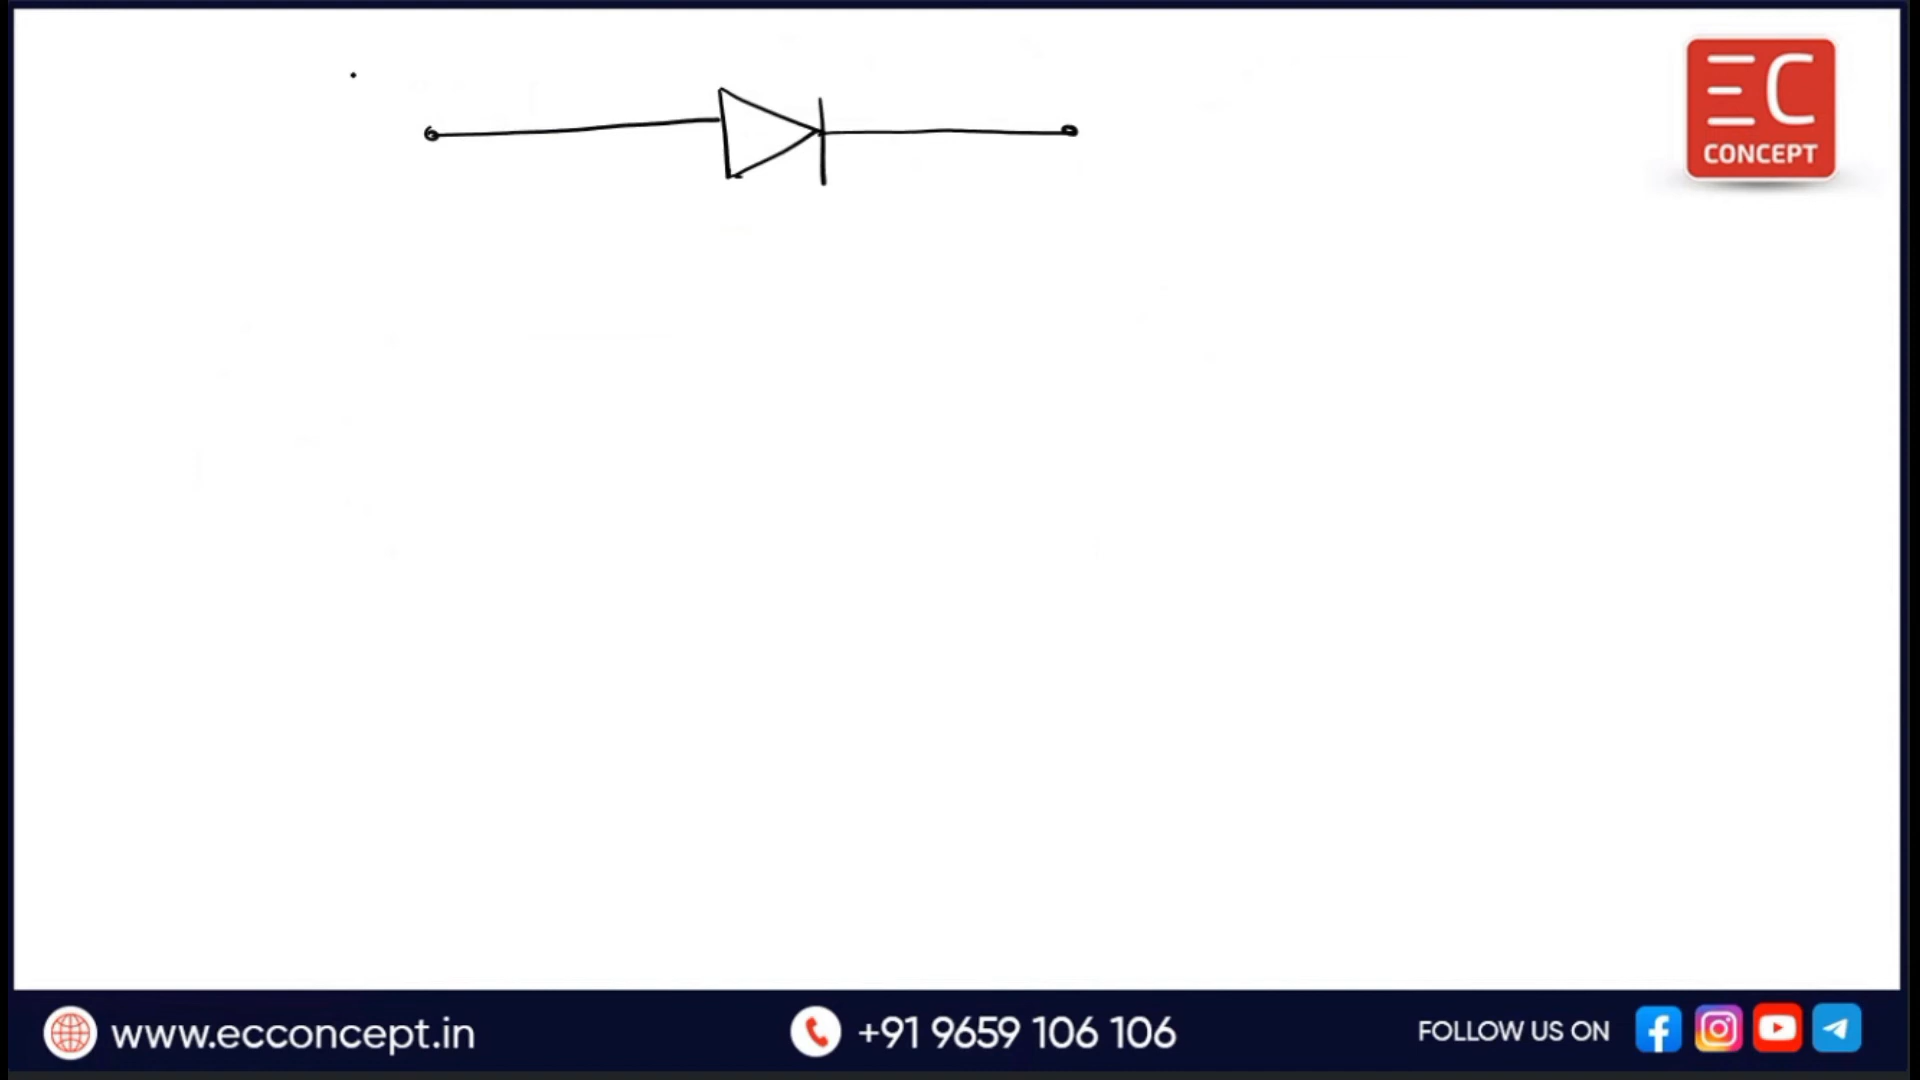 EC
CONCEPT
www.ecconcept.in
+91 9659 106 106
FOLLOW US ON